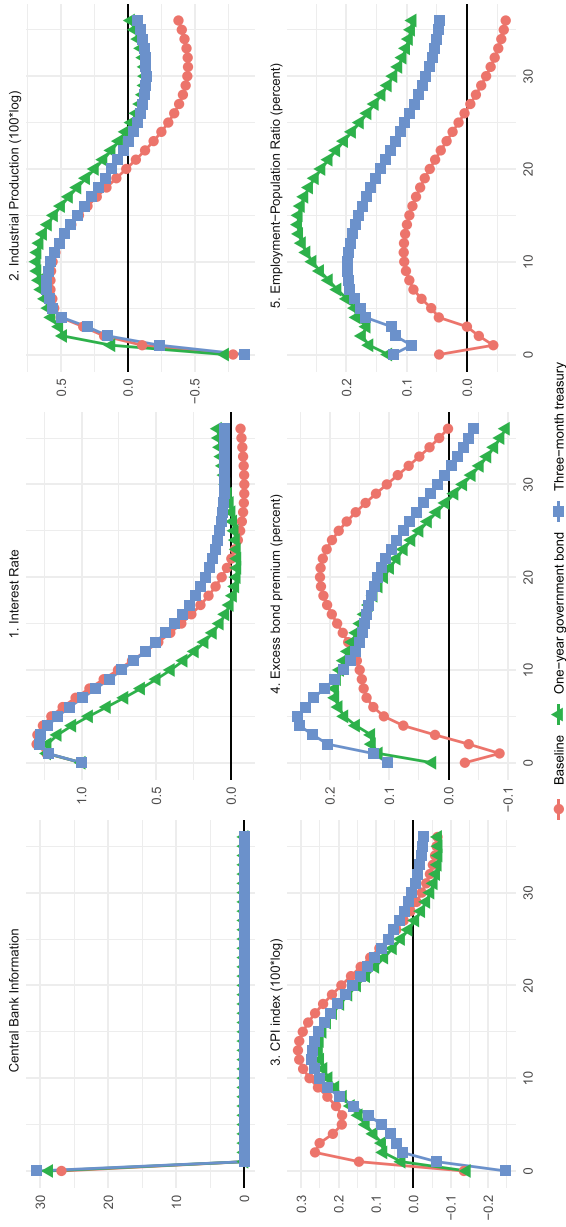 Central Bank Information
30
20
10
0
1. Interest Rate
1.0
0.5
0.0
2. Industrial Production (100*log)
0.5
0.0
−0.5
3. CPI index (100*log)
0.3
0.2
0.1
0.0
−0.1
−0.2
0 10 20 30
4. Excess bond premium (percent)
0.2
0.1
0.0
−0.1
0 10 20 30
5. Employment−Population Ratio (percent)
0.2
0.1
0.0
0 10 20 30
Baseline One−year government bond Three−month treasury